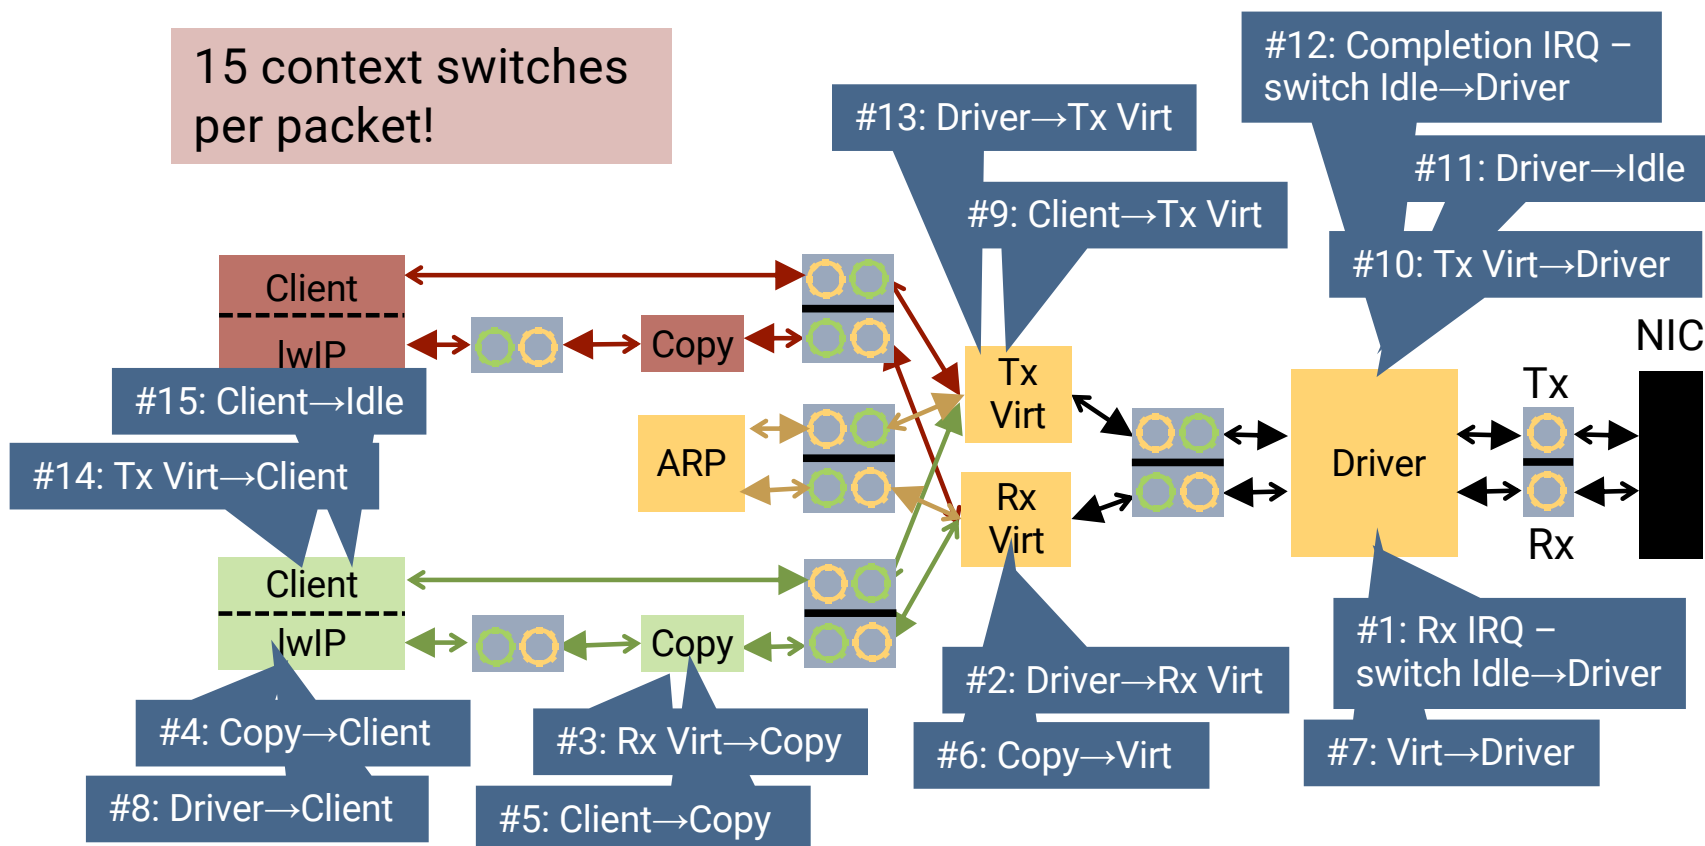 15 context switches
per packet!
#12: Completion IRQ –
switch Idle→Driver
#13: Driver→Tx Virt
#11: Driver→Idle
#9: Client→Tx Virt
#10: Tx Virt→Driver
NIC
Client
lwIP
Copy
Tx
Virt
Tx
#15: Client→Idle
ARP
Driver
#14: Tx Virt→Client
Rx
Virt
Rx
Client
lwIP
Copy
#1: Rx IRQ –
switch Idle→Driver
#2: Driver→Rx Virt
#4: Copy→Client
#3: Rx Virt→Copy
#6: Copy→Virt
#7: Virt→Driver
#8: Driver→Client
#5: Client→Copy